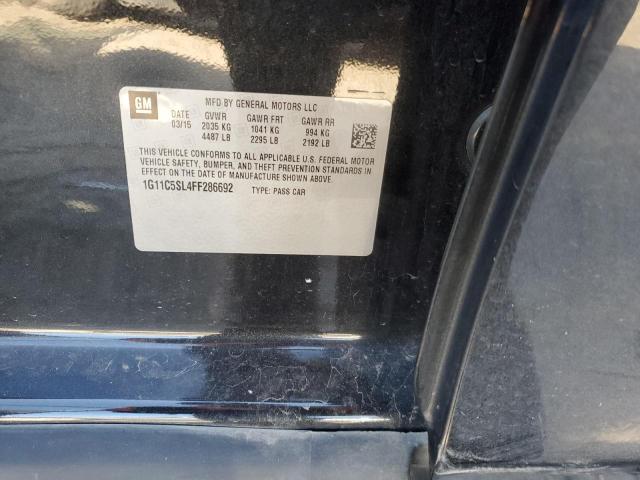 GM
MFD BY GENERAL MOTORS LLC
DATE GVWR GAWR FRT GAWR RR
03/15 2035 KG 1041 KG 994 KG
4487 LB 2295 LB 2192 LB
THIS VEHICLE CONFORMS TO ALL APPLICABLE U.S. FEDERAL MOTOR
VEHICLE SAFETY, BUMPER, AND THEFT PREVENTION STANDARDS IN
EFFECT ON THE DATE OF MANUFACTURE SHOWN ABOVE.
1G11C5SL4FF286692 TYPE: PASS CAR